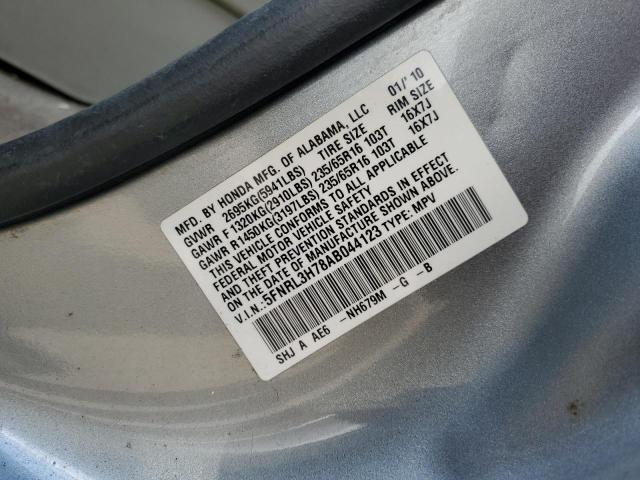 MFD. BY HONDA MFG. OF ALABAMA, LLC 01/'10
GVWR 2695KG(5941LBS) TIRE SIZE RIM SIZE
GAWR F 1320KG(2910LBS) 235/65R16 103T 16X7J
GAWR R 1450KG(3197LBS) 235/65R16 103T 16X7J
THIS VEHICLE CONFORMS TO ALL APPLICABLE
FEDERAL MOTOR VEHICLE SAFETY
AND THEFT PREVENTION STANDARDS IN EFFECT
ON THE DATE OF MANUFACTURE SHOWN ABOVE.
V.I.N.:5FNRL3H78AB044123 TYPE: MPV
SHJ A AE6 -NH679M -G -B